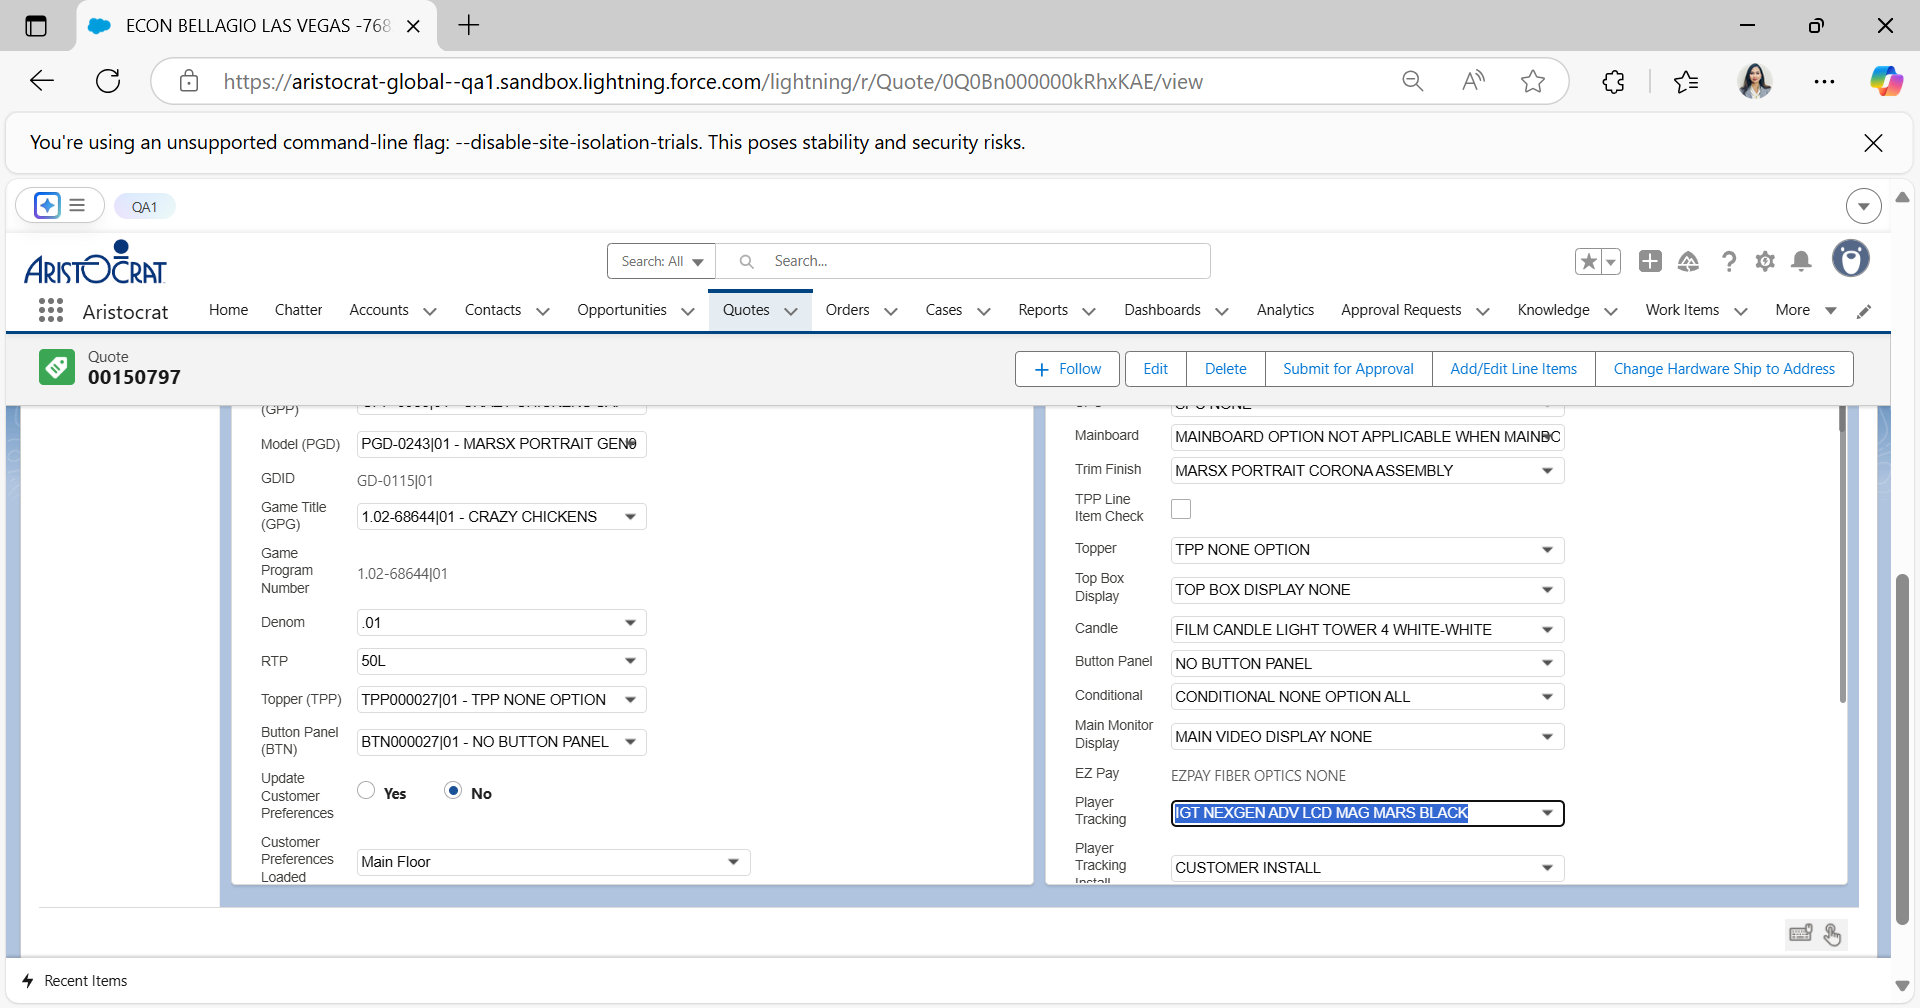 ECON BELLAGIO LAS VEGAS -768
https://aristocrat-global--qa1.sandbox.lightning.force.com/lightning/r/Quote/0Q0Bn000000kRhxKAE/view
You're using an unsupported command-line flag: --disable-site-isolation-trials. This poses stability and security risks.
QA1
ARISTOCRAT
Search: All
Search...
Aristocrat
Home
Chatter
Accounts
Contacts
Opportunities
Quotes
Orders
Cases
Reports
Dashboards
Analytics
Approval Requests
Knowledge
Work Items
More
Quote
00150797
Follow
Edit
Delete
Submit for Approval
Add/Edit Line Items
Change Hardware Ship to Address
(GPP)
Model (PGD)
PGD-0243|01 - MARSX PORTRAIT GEN9
GDID
GD-0115|01
Game Title
(GPG)
1.02-68644|01 - CRAZY CHICKENS
Game
Program
Number
1.02-68644|01
Denom
.01
RTP
50L
Topper (TPP)
TPP000027|01 - TPP NONE OPTION
Button Panel
(BTN)
BTN000027|01 - NO BUTTON PANEL
Update
Customer
Preferences
Yes
No
Customer
Preferences
Loaded
Main Floor
Mainboard
MAINBOARD OPTION NOT APPLICABLE WHEN MAINBO
Trim Finish
MARSX PORTRAIT CORONA ASSEMBLY
TPP Line
Item Check
Topper
TPP NONE OPTION
Top Box
Display
TOP BOX DISPLAY NONE
Candle
FILM CANDLE LIGHT TOWER 4 WHITE-WHITE
Button Panel
NO BUTTON PANEL
Conditional
CONDITIONAL NONE OPTION ALL
Main Monitor
Display
MAIN VIDEO DISPLAY NONE
EZ Pay
EZPAY FIBER OPTICS NONE
Player
Tracking
IGT NEXGEN ADV LCD MAG MARS BLACK
Player
Tracking
Install
CUSTOMER INSTALL
Recent Items